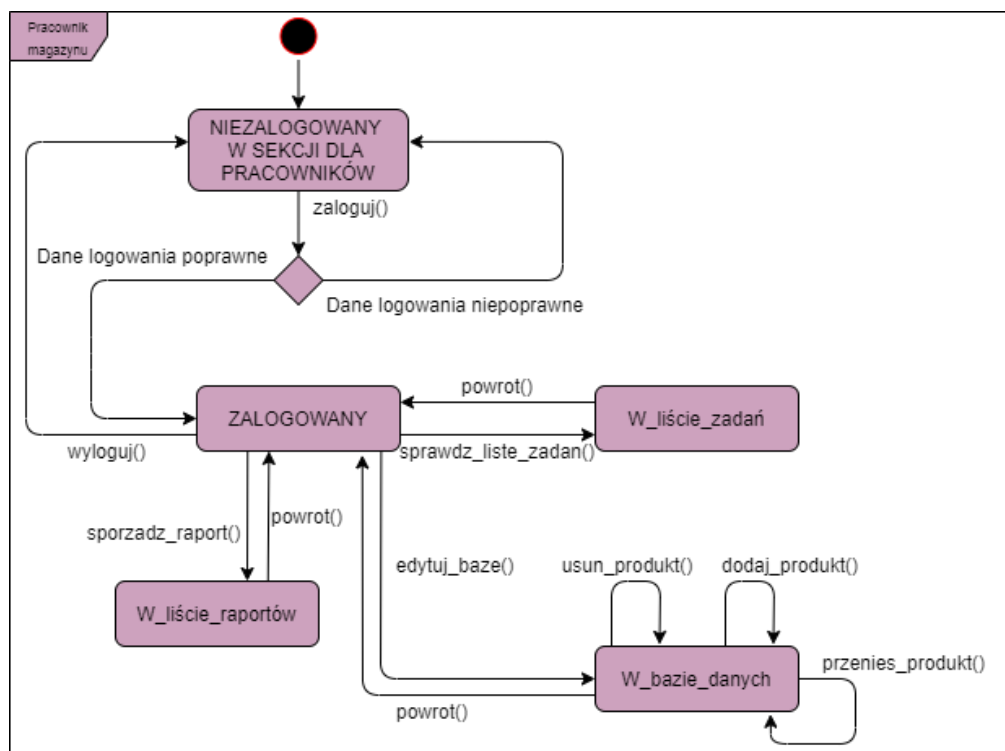 Pracownik
magazynu
NIEZALOGOWANY
W SEKCJI DLA
PRACOWNIKÓW
zaloguj()
Dane logowania poprawne
Dane logowania niepoprawne
powrot()
ZALOGOWANY
W_liście_zadań
wyloguj()
sprawdz_liste_zadan()
sporzadz_raport()
powrot()
edytuj_baze()
usun_produkt()
dodaj_produkt()
W_liście_raportów
przenies_produkt()
W_bazie_danych
powrot()